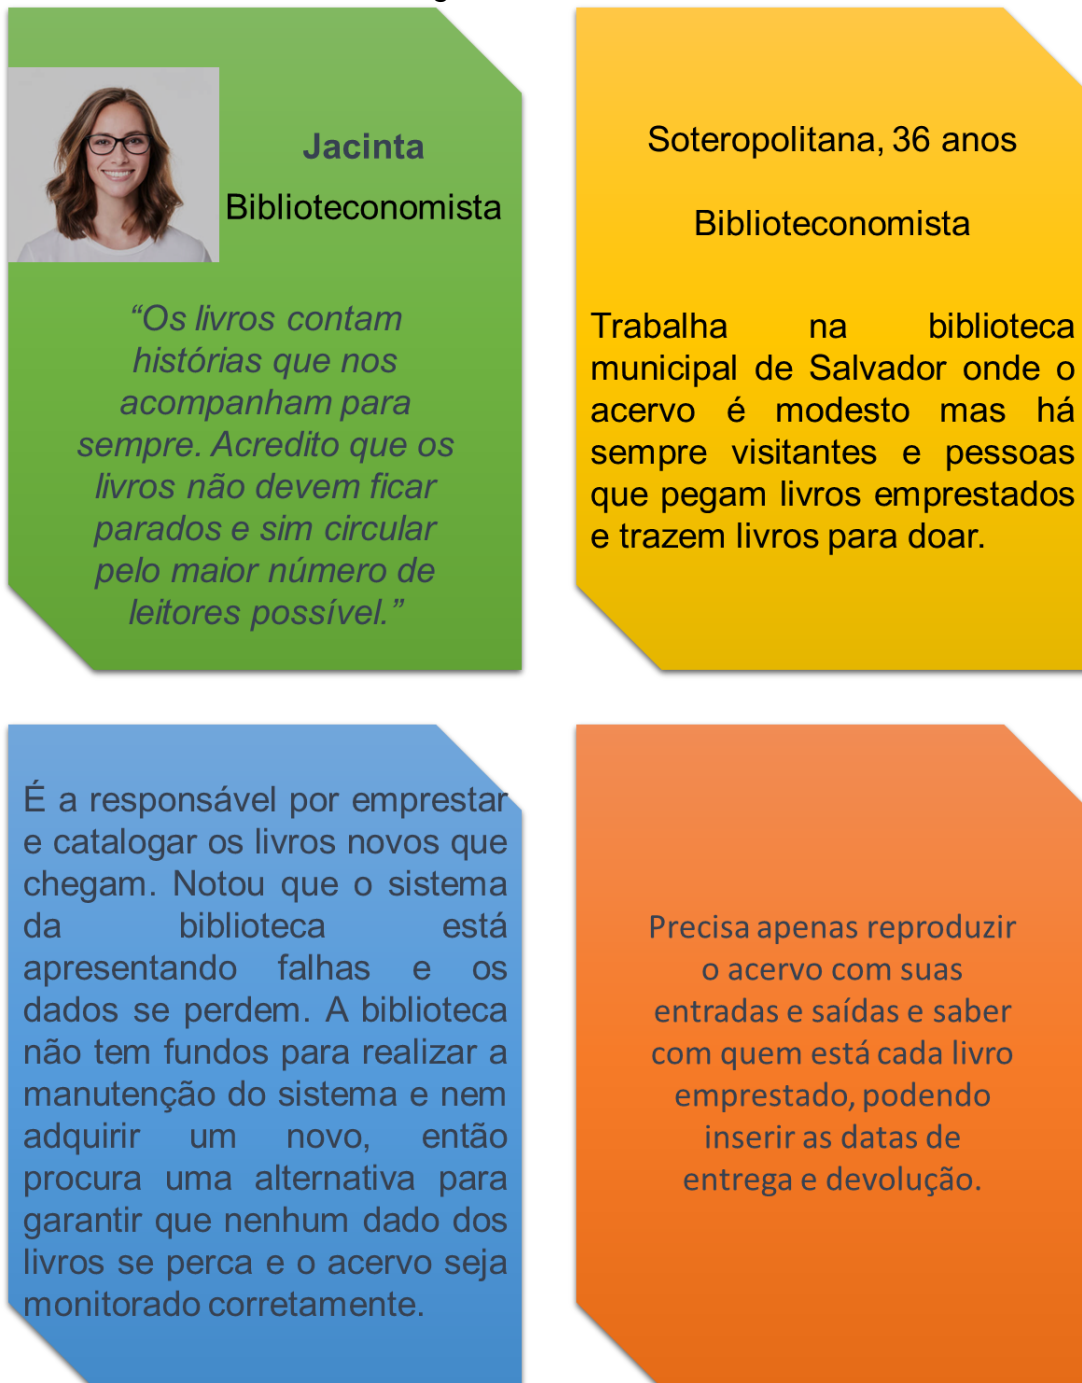 Jacinta
Biblioteconomista
“Os livros contam
histórias que nos
acompanham para
sempre. Acredito que os
livros não devem ficar
parados e sim circular
pelo maior número de
leitores possível.”
Soteropolitana, 36 anos
Biblioteconomista
Trabalha na biblioteca
municipal de Salvador onde o
acervo é modesto mas há
sempre visitantes e pessoas
que pegam livros emprestados
e trazem livros para doar.
É a responsável por emprestar
e catalogar os livros novos que
chegam. Notou que o sistema
da biblioteca está
apresentando falhas e os
dados se perdem. A biblioteca
não tem fundos para realizar a
manutenção do sistema e nem
adquirir um novo, então
procura uma alternativa para
garantir que nenhum dado dos
livros se perca e o acervo seja
monitorado corretamente.
Precisa apenas reproduzir
o acervo com suas
entradas e saídas e saber
com quem está cada livro
emprestado, podendo
inserir as datas de
entrega e devolução.